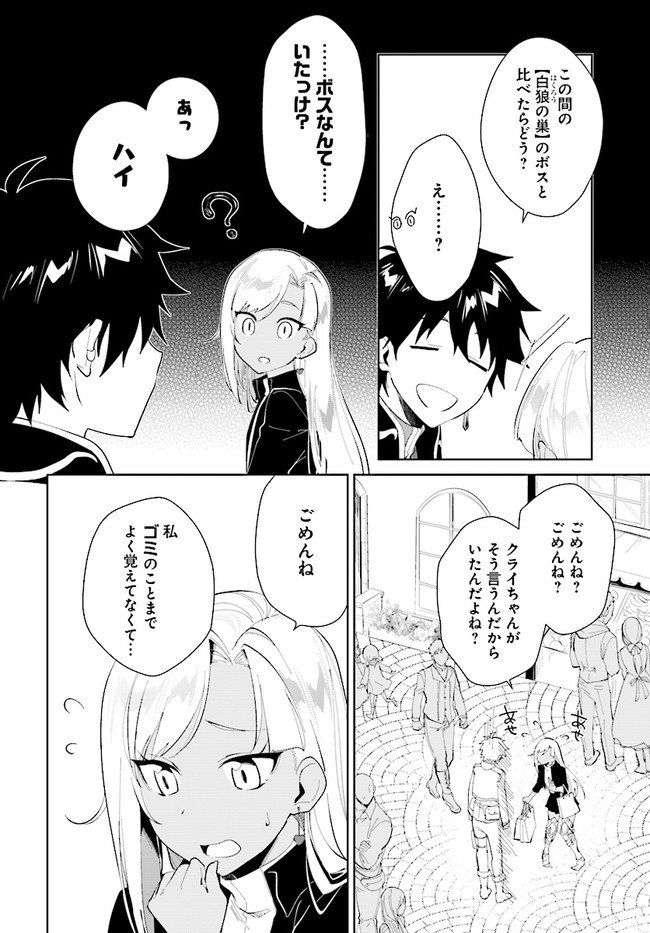 この間の
【白狼の巣】のボスと
はくろう
比べたらどう？
え……？
……ボスなんて……
いたっけ？
？
あっ
ハイ
ごめんね？
ごめんね？
クライちゃんが
そう言うんだから
いたんだよね？
あせ
あせ
ごめんね
私
ゴミのことまで
よく覚えてなくて…